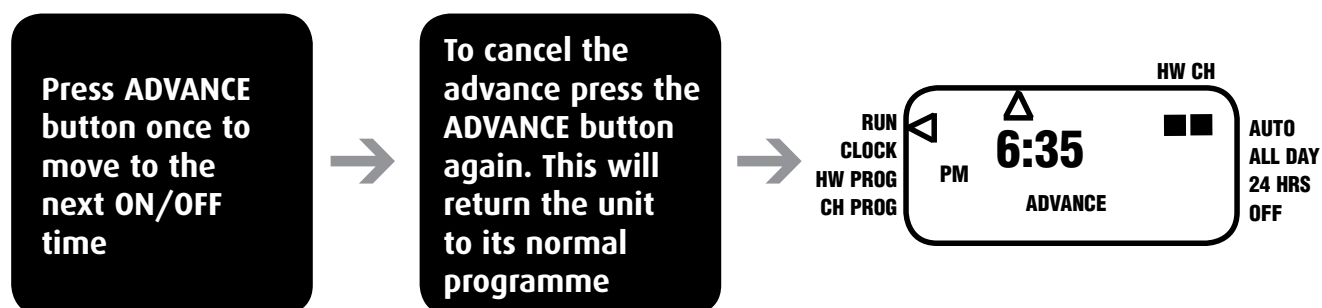 Press ADVANCE
button once to
move to the
next ON/OFF
time
To cancel the
advance press the
ADVANCE button
again. This will
return the unit
to its normal
programme
HW CH
RUN
CLOCK
HW PROG
CH PROG
PM
6:35
ADVANCE
AUTO
ALL DAY
24 HRS
OFF